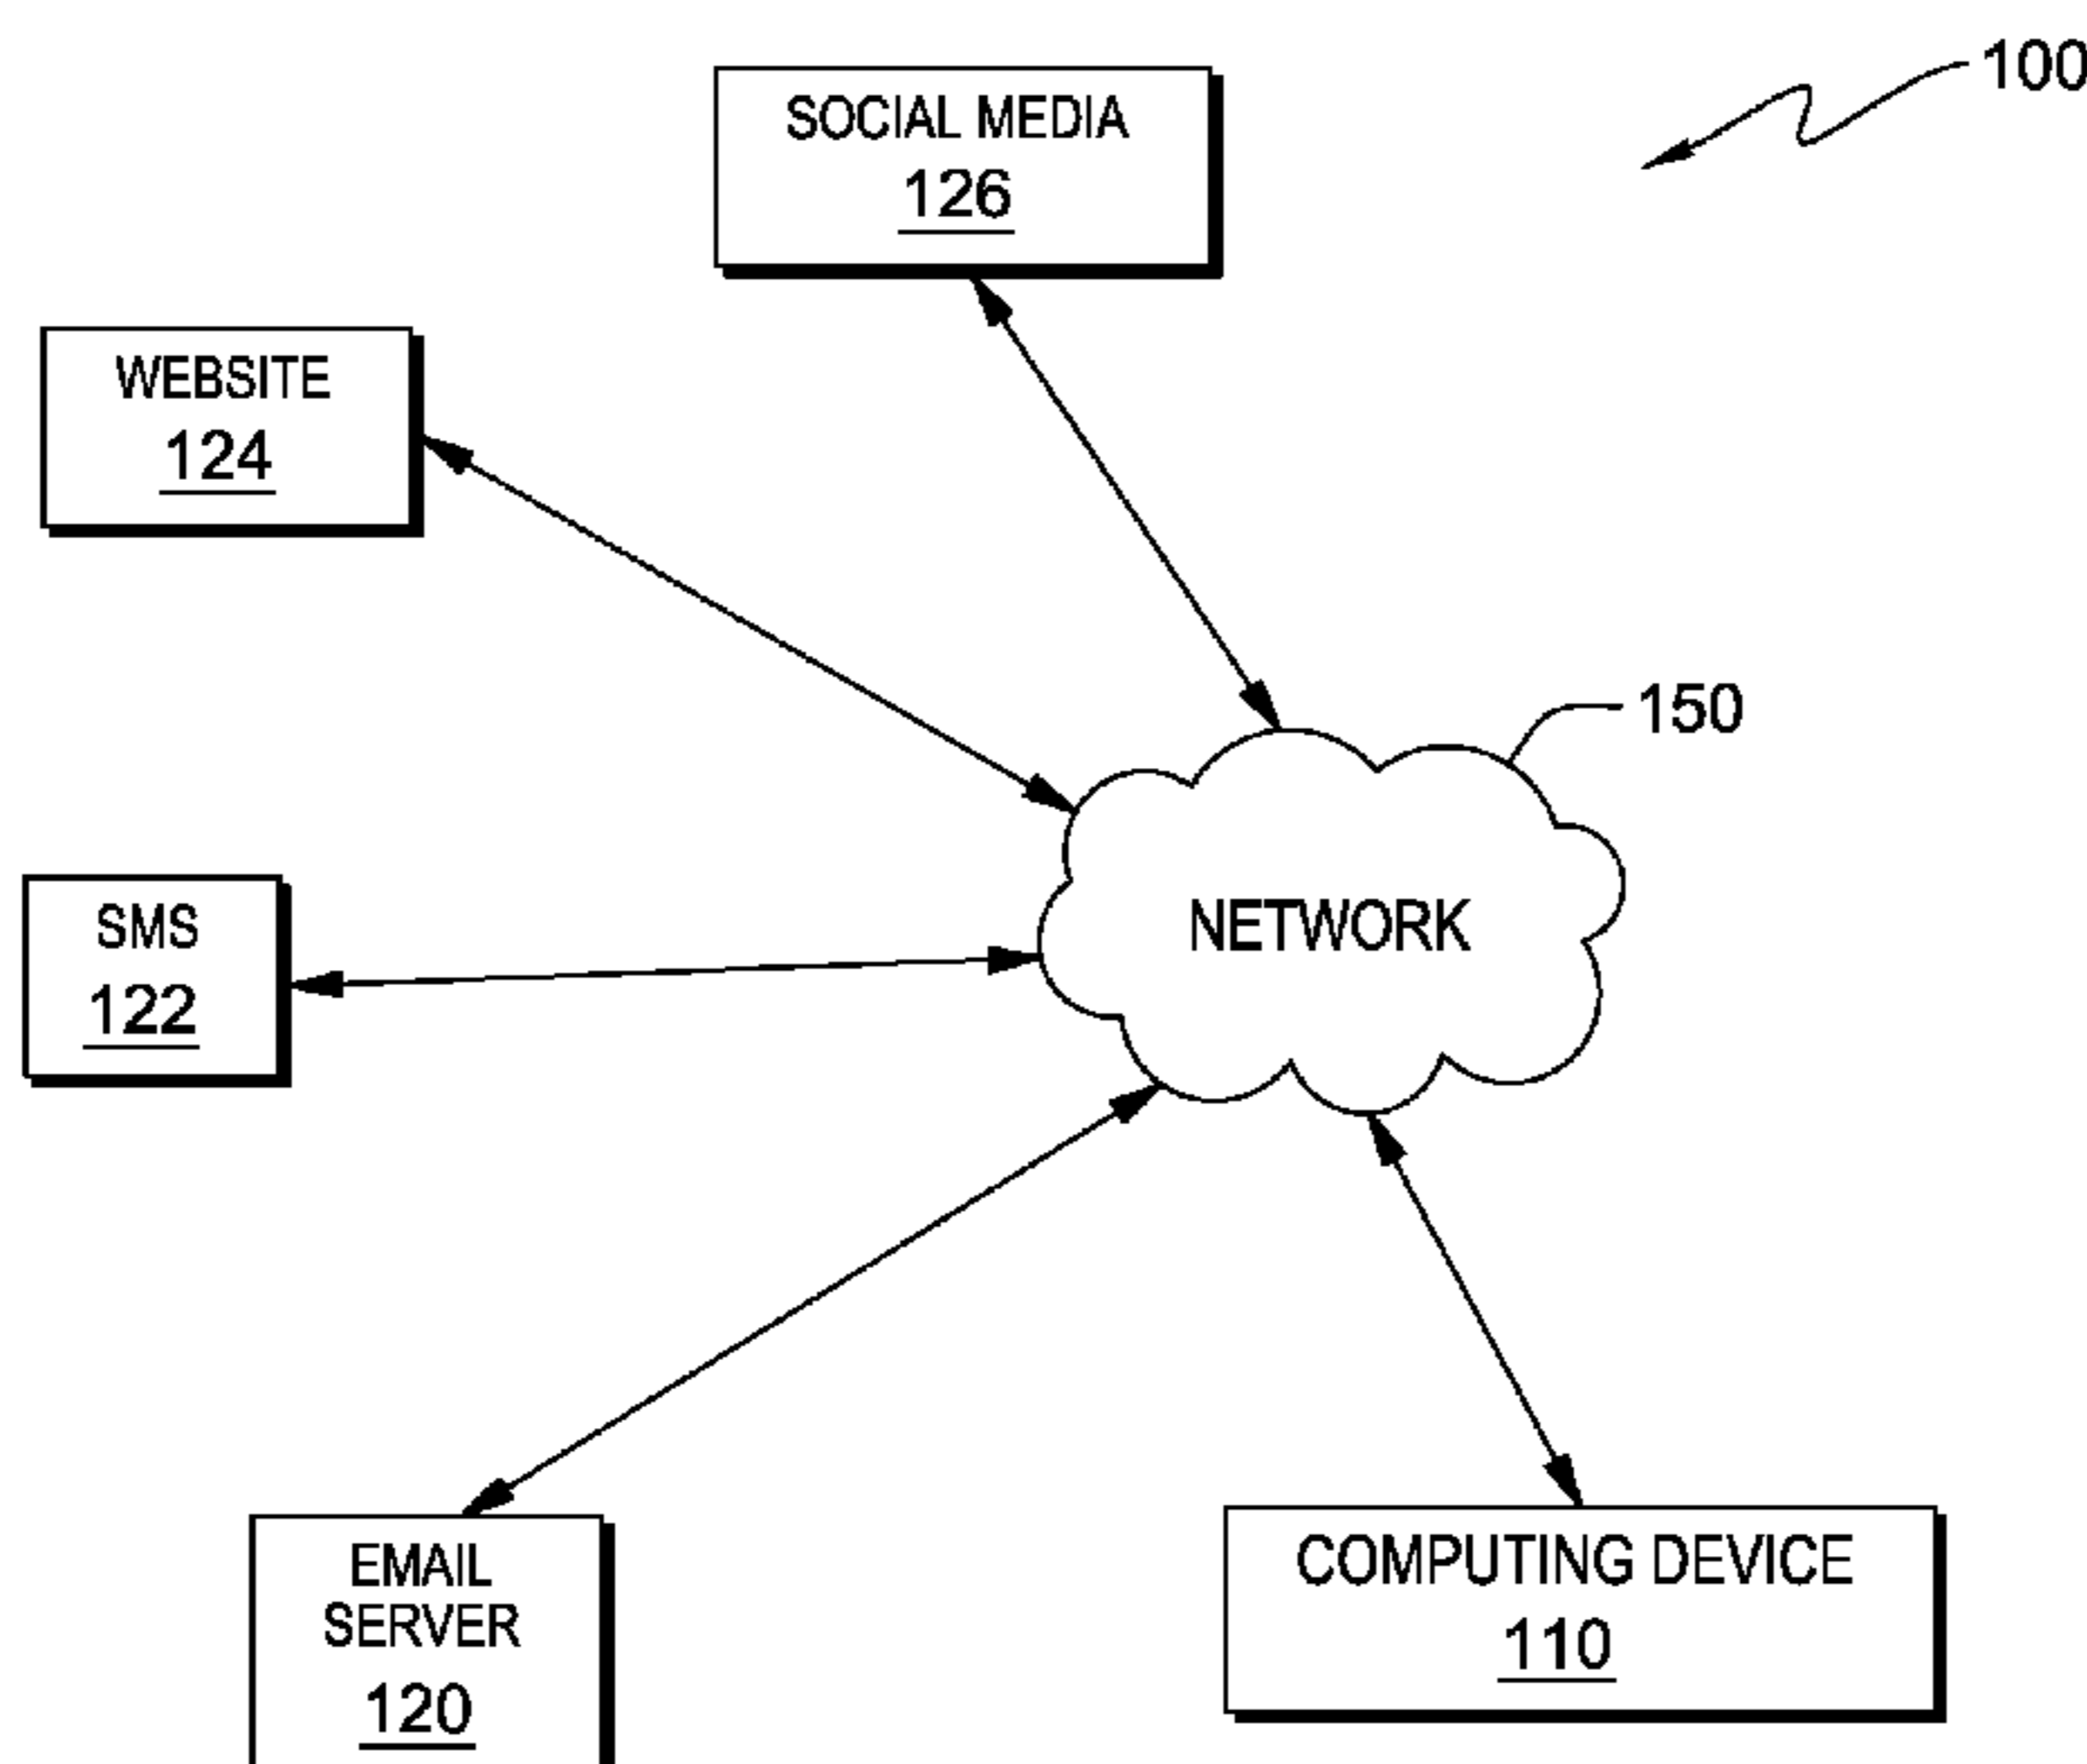 100
SOCIAL MEDIA
126
WEBSITE
124
150
NETWORK
SMS
122
EMAIL
SERVER
120
COMPUTING DEVICE
110